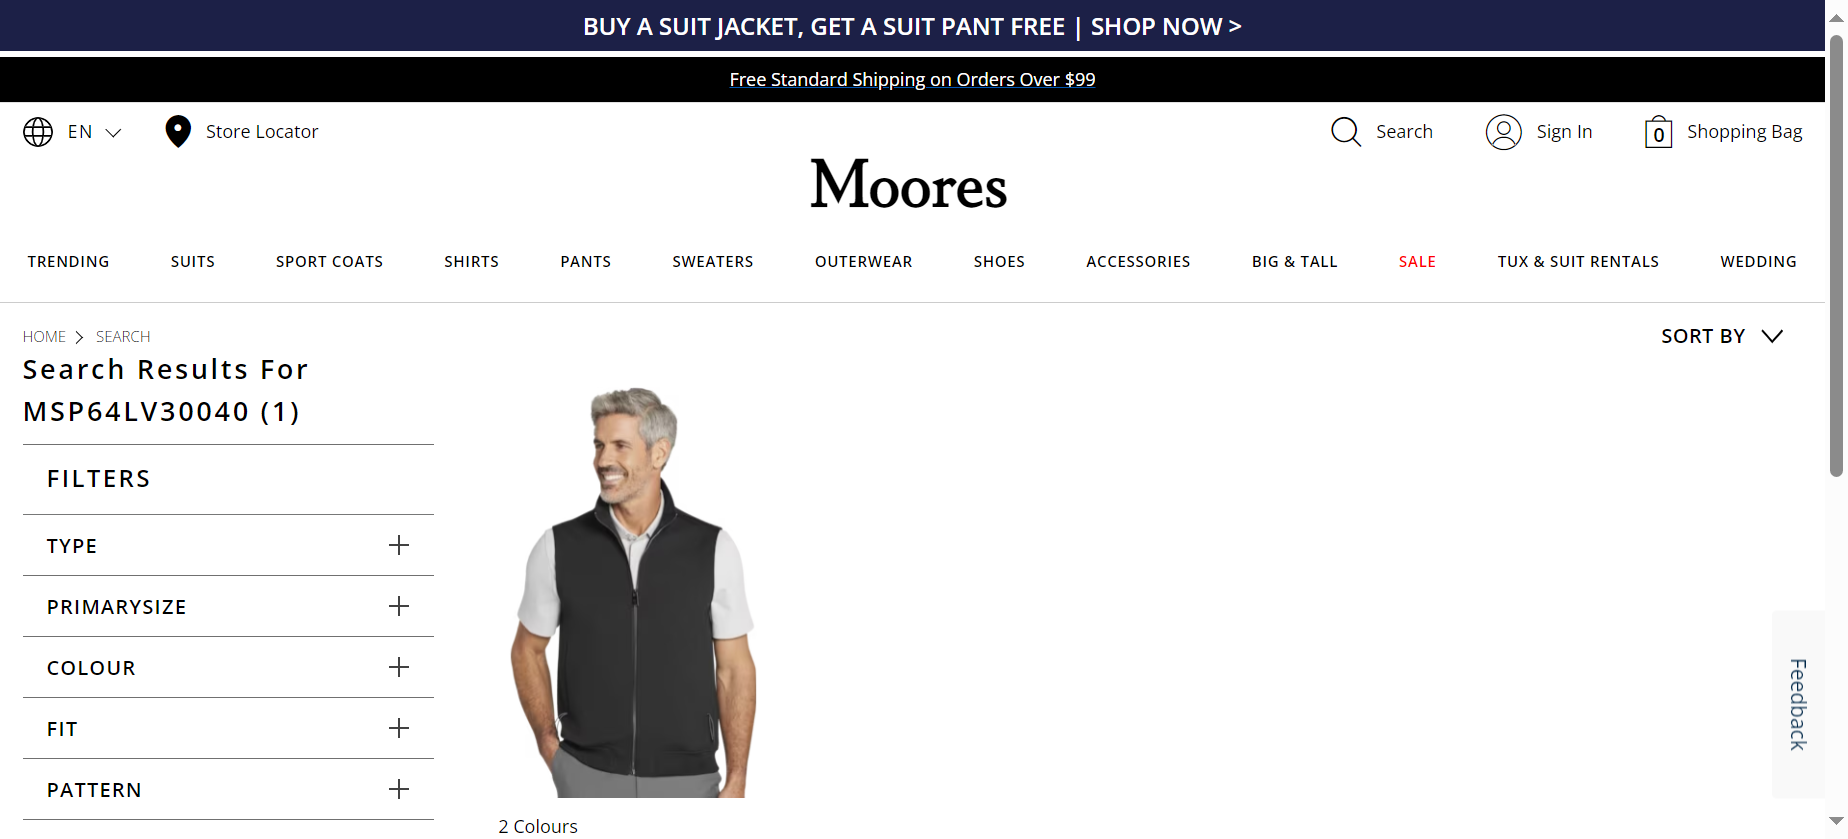 BUY A SUIT JACKET, GET A SUIT PANT FREE | SHOP NOW >
Free Standard Shipping on Orders Over $99
EN
Store Locator
Search
Sign In
0
Shopping Bag
Moores
TRENDING
SUITS
SPORT COATS
SHIRTS
PANTS
SWEATERS
OUTERWEAR
SHOES
ACCESSORIES
BIG & TALL
SALE
TUX & SUIT RENTALS
WEDDING
HOME
SEARCH
SORT BY
Search Results For
MSP64LV30040 (1)
FILTERS
TYPE
PRIMARYSIZE
COLOUR
FIT
PATTERN
2 Colours
Feedback